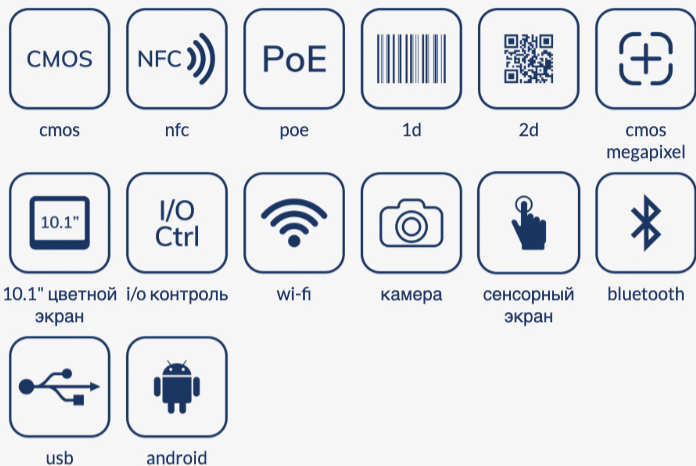 CMOS
NFC
PoE
cmos
nfc
poe
1d
2d
cmos
megapixel
10.1"
I/O
Ctrl
10.1" цветной
экран
i/o контроль
wi-fi
камера
сенсорный
экран
bluetooth
usb
android